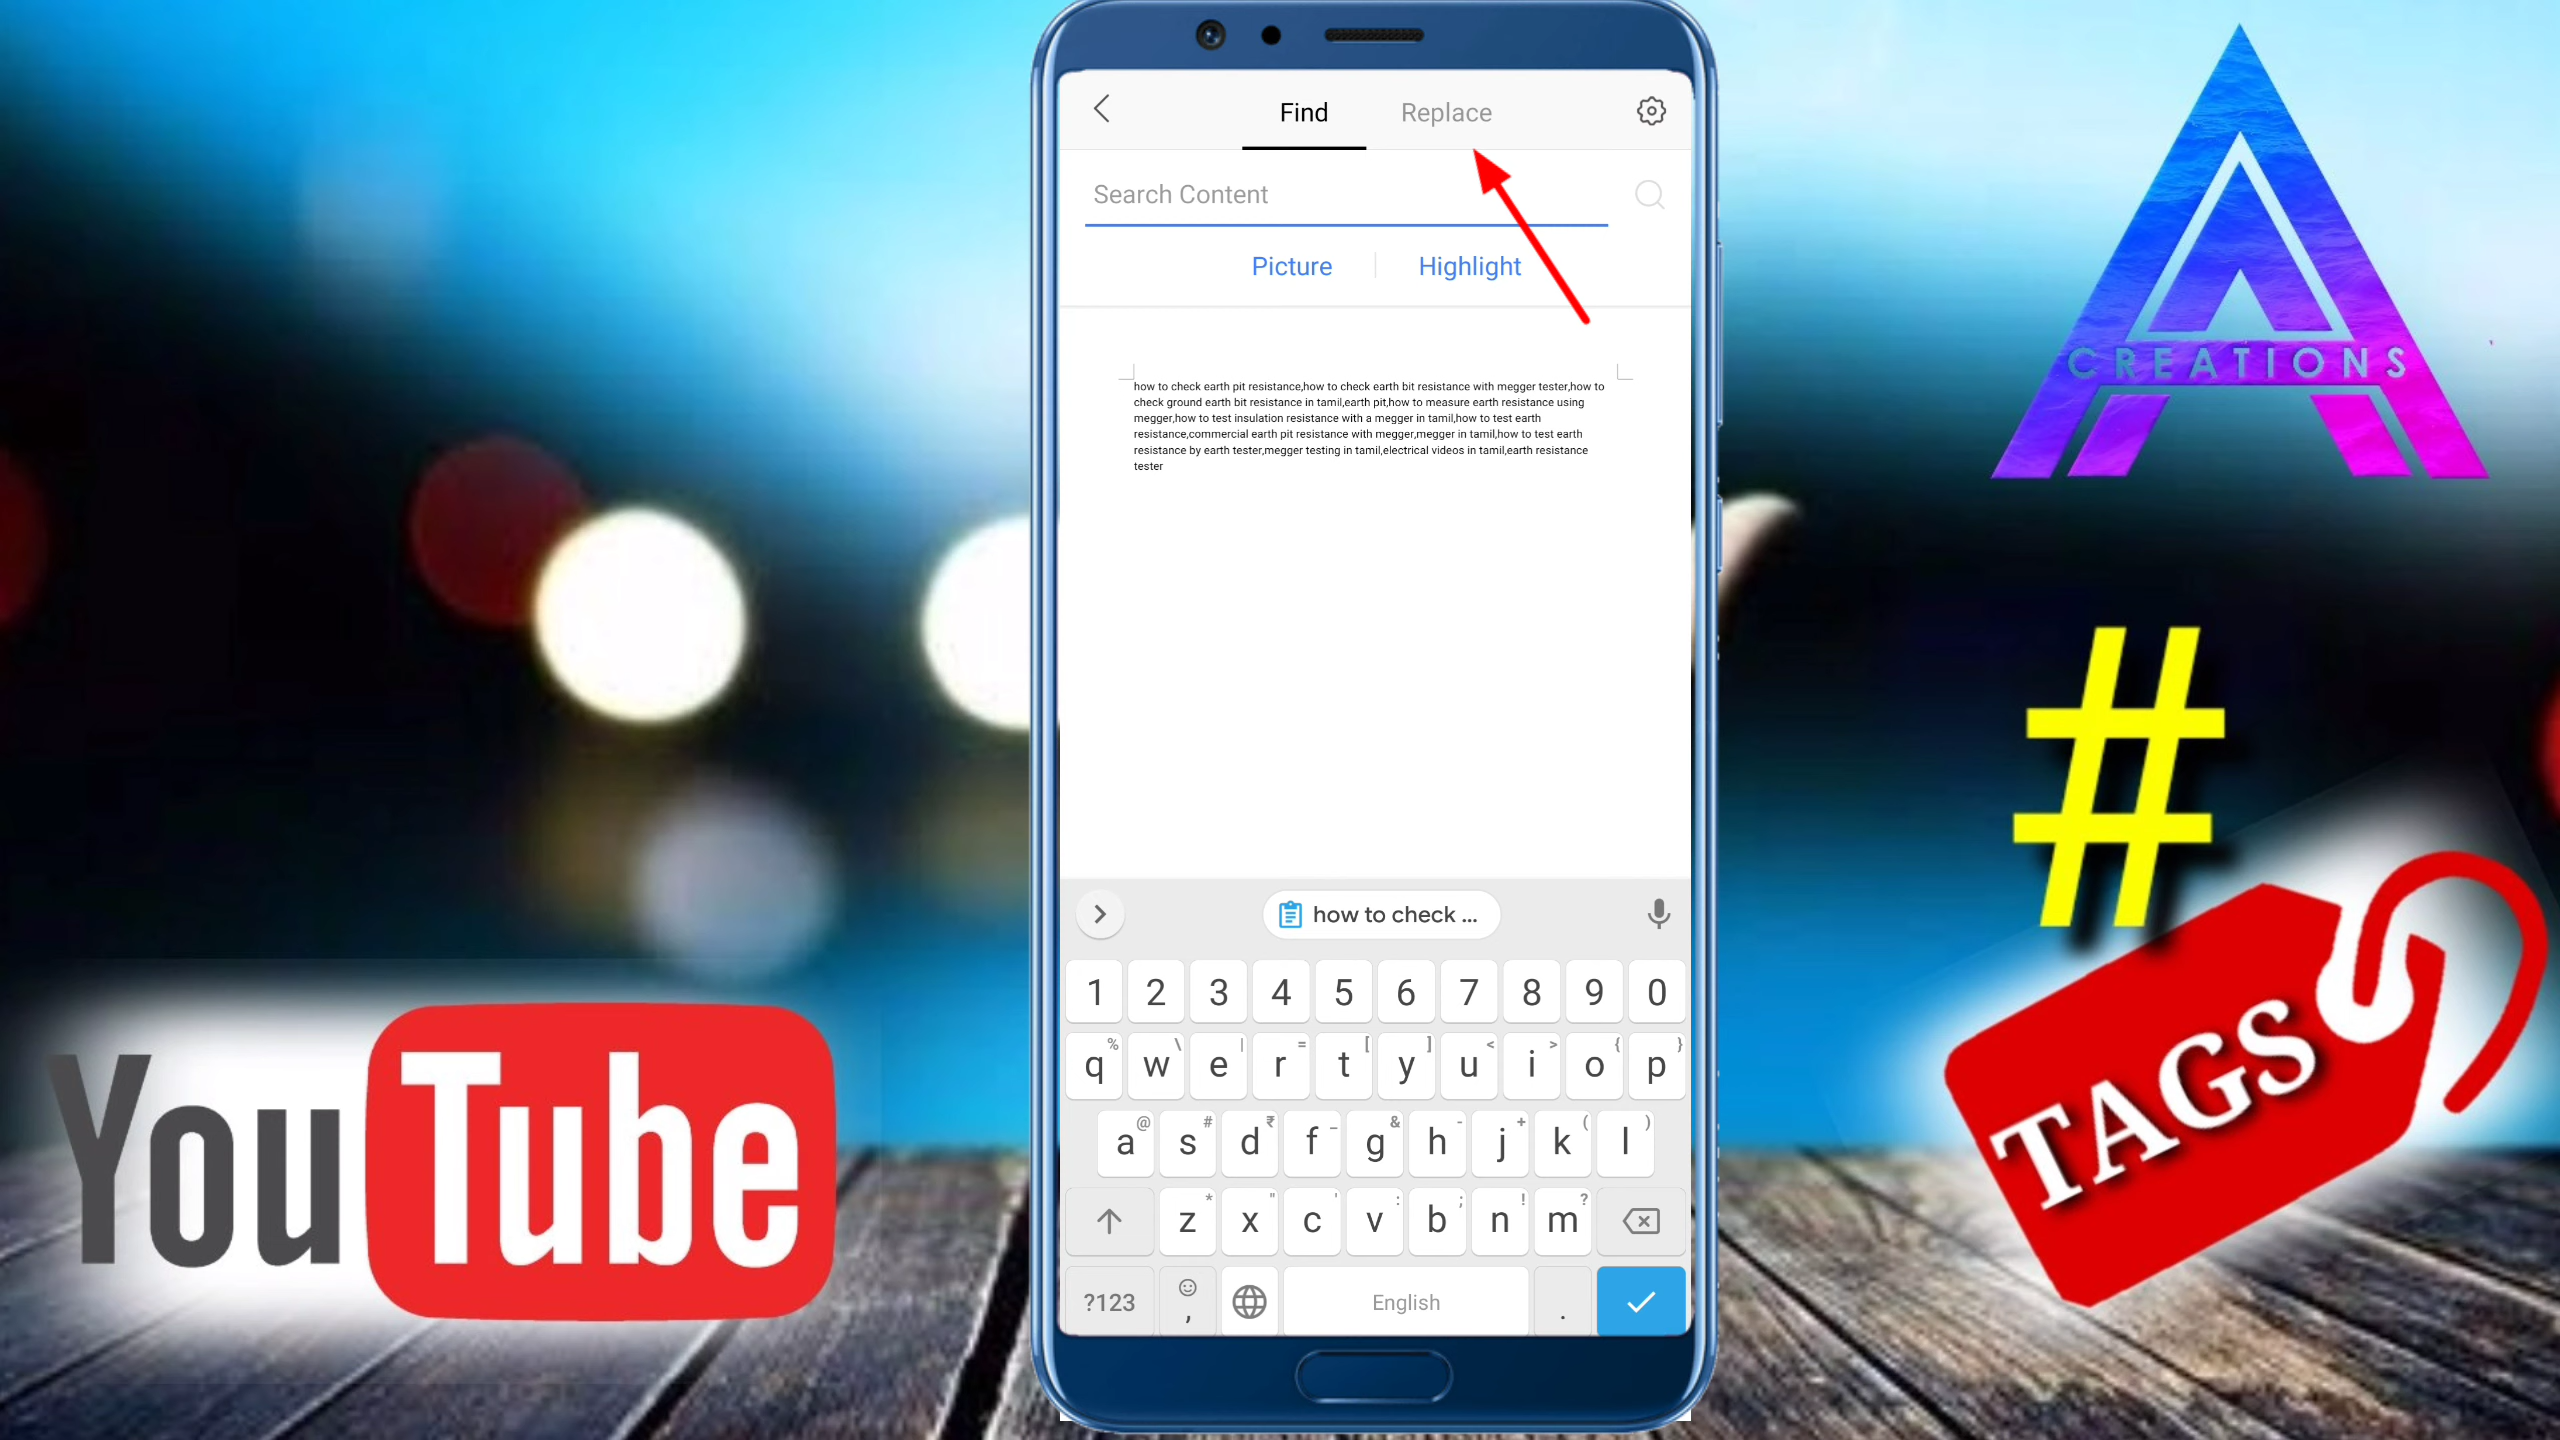 Find Replace
Search Content
Picture Highlight
how to check earth pit resistance,how to check earth bit resistance with megger tester,how to
check ground earth bit resistance in tamil,earth pit,how to measure earth resistance using
megger,how to test insulation resistance with a megger in tamil,how to test earth
resistance,commercial earth pit resistance with megger,megger in tamil,how to test earth
resistance by earth tester,megger testing in tamil,electrical videos in tamil,earth resistance
tester
how to check ...
1 2 3 4 5 6 7 8 9 0
% \ | = [ ] < > { }
q w e r t y u i o p
@ # ₹ _ & - + ( )
a s d f g h j k l
* " ' : ; ! ?
z x c v b n m
?123 , English .
CREATIONS
#
TAGS
YouTube